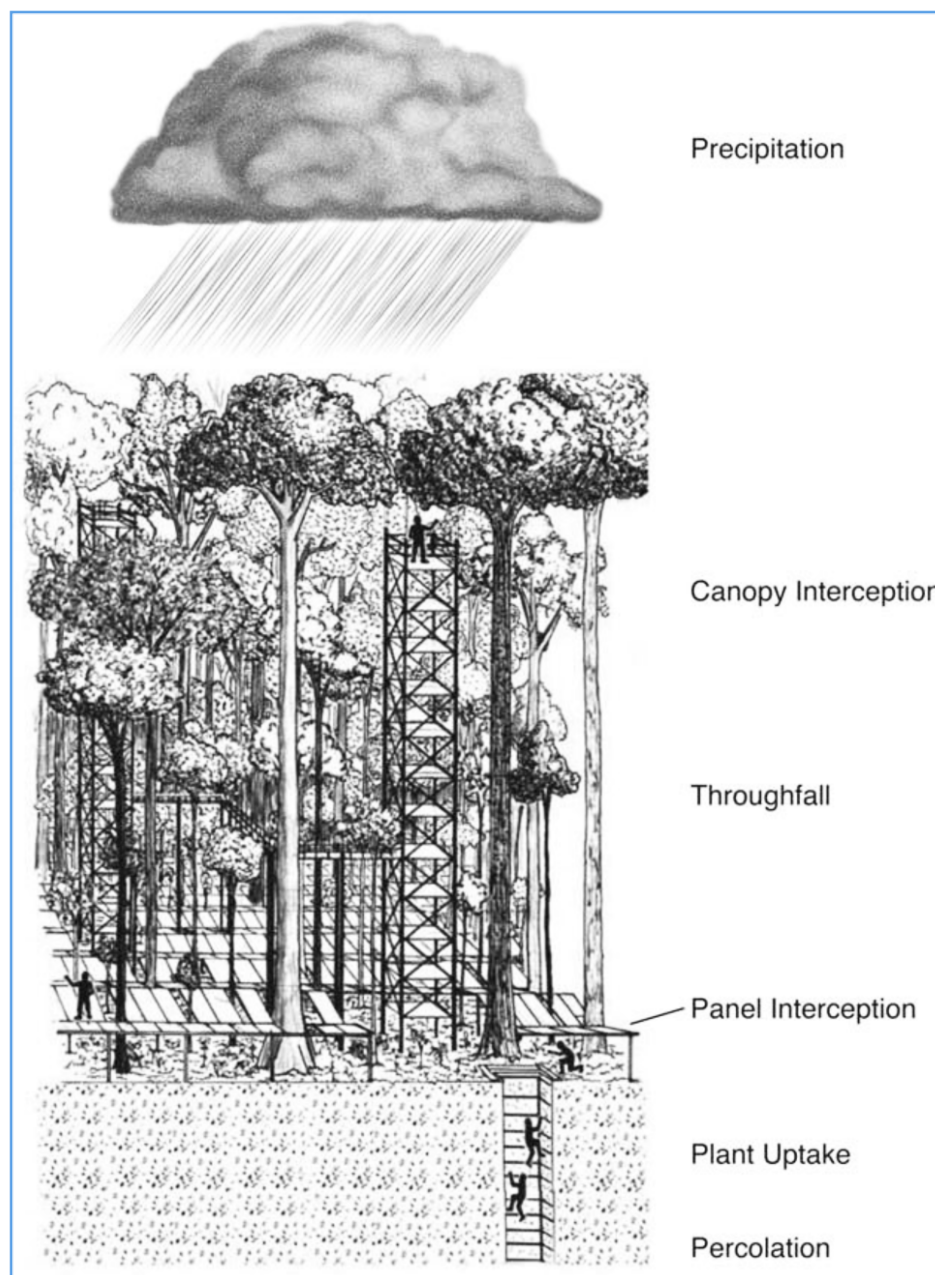 Precipitation
Canopy Interception
Throughfall
Panel Interception
Plant Uptake
Percolation